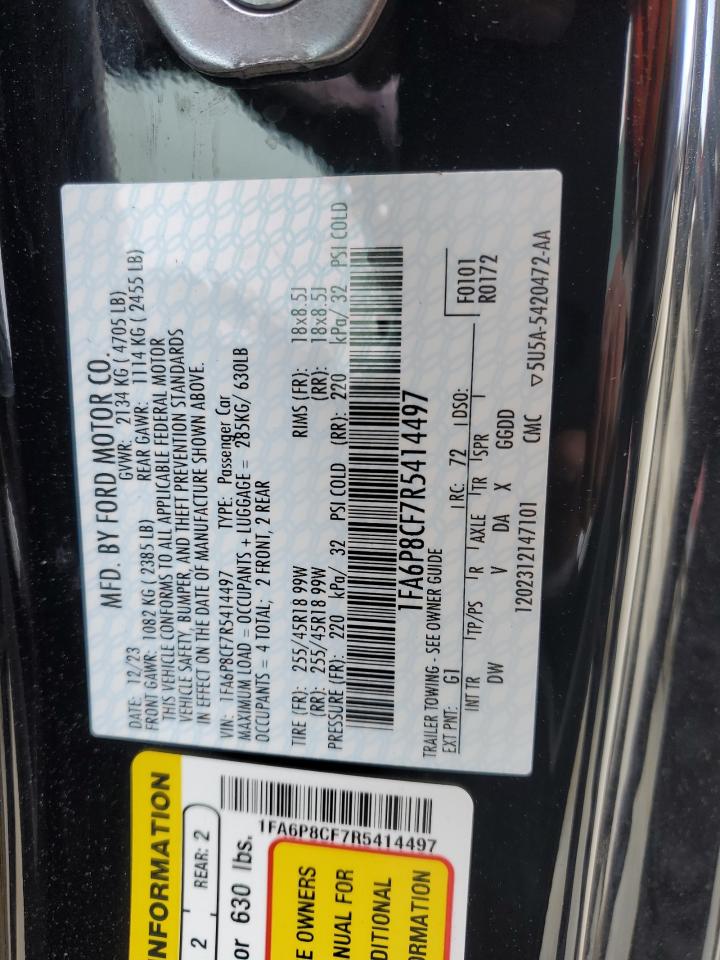 MFD. BY FORD MOTOR CO.
DATE: 12/23 GVWR: 2134 KG ( 4705 LB)
FRONT GAWR: 1082 KG ( 2385 LB) REAR GAWR: 1114 KG ( 2455 LB)
THIS VEHICLE CONFORMS TO ALL APPLICABLE FEDERAL MOTOR
VEHICLE SAFETY, BUMPER, AND THEFT PREVENTION STANDARDS
IN EFFECT ON THE DATE OF MANUFACTURE SHOWN ABOVE.
VIN: 1FA6P8CF7R5414497 TYPE: Passenger Car
MAXIMUM LOAD = OCCUPANTS + LUGGAGE = 285KG/ 630LB
OCCUPANTS = 4 TOTAL: 2 FRONT, 2 REAR
TIRE (FR): 255/45R18 99W RIMS (FR): 18x8.5J
(RR): 255/45R18 99W (RR): 18x8.5J
PRESSURE (FR): 220 kPa/ 32 PSI COLD (RR): 220 kPa/ 32 PSI COLD
1FA6P8CF7R5414497
TRAILER TOWING - SEE OWNER GUIDE
EXT PNT: G1 RC: 72 DSO: F0101
R0172
INT TR TP/PS R AXLE TR SPR
DW V DA X GGDD
CMC ▽5U5A-5420472-AA
1202312147101
NFORMATION
2 REAR: 2
or 630 lbs.
1FA6P8CF7R5414497
E OWNERS
NUAL FOR
DITIONAL
ORMATION